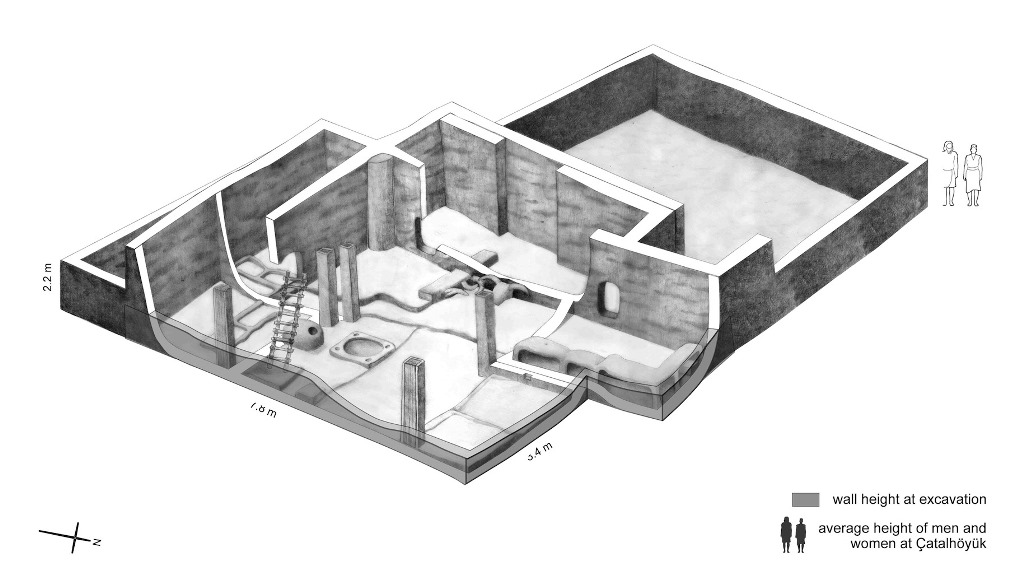 2.2 m
7.8 m
3.4 m
N
wall height at excavation
average height of men and
women at Çatalhöyük